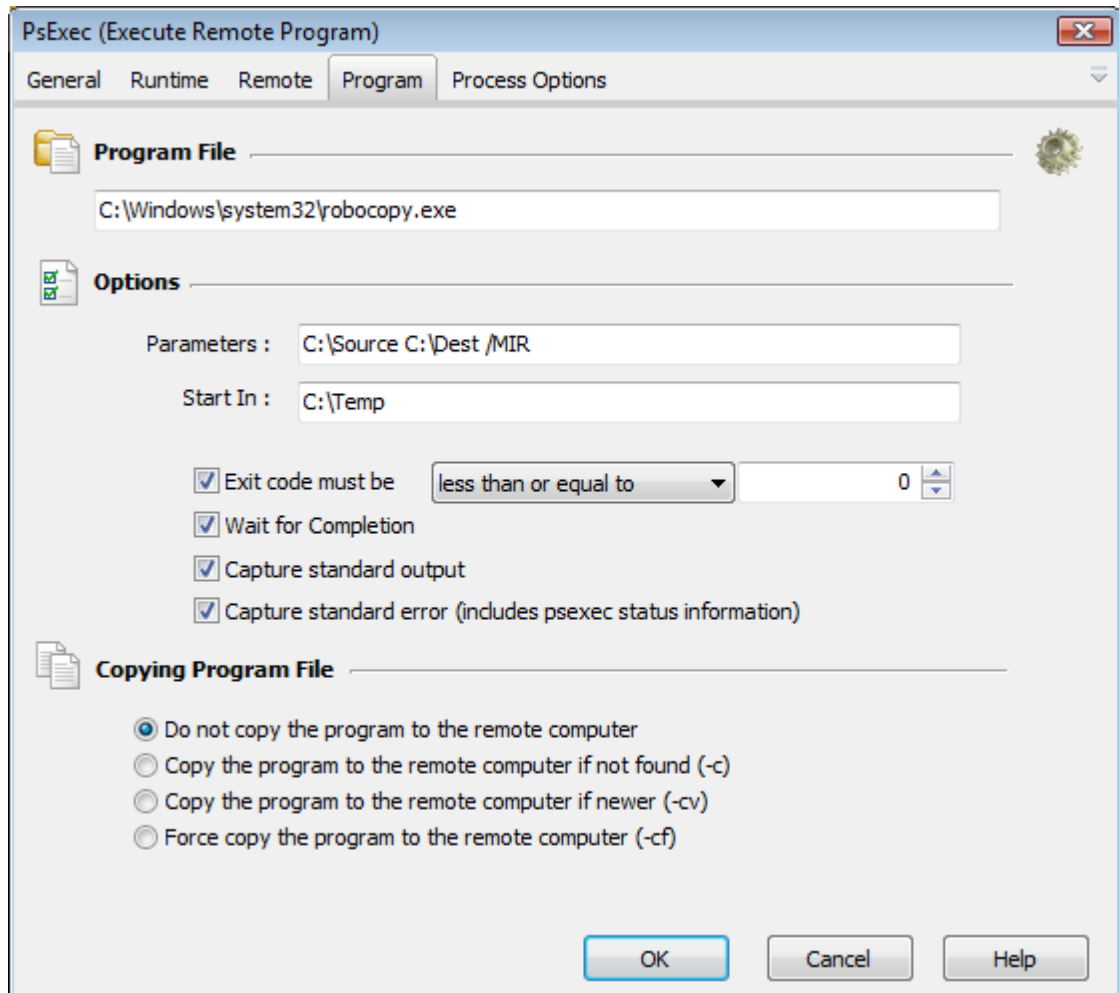 PsExec (Execute Remote Program)
General Runtime Remote Program Process Options
Program File
C:\Windows\system32\robocopy.exe
Options
Parameters : C:\Source C:\Dest /MIR
Start In : C:\Temp
Exit code must be less than or equal to 0
Wait for Completion
Capture standard output
Capture standard error (includes psexec status information)
Copying Program File
Do not copy the program to the remote computer
Copy the program to the remote computer if not found (-c)
Copy the program to the remote computer if newer (-cv)
Force copy the program to the remote computer (-cf)
OK Cancel Help